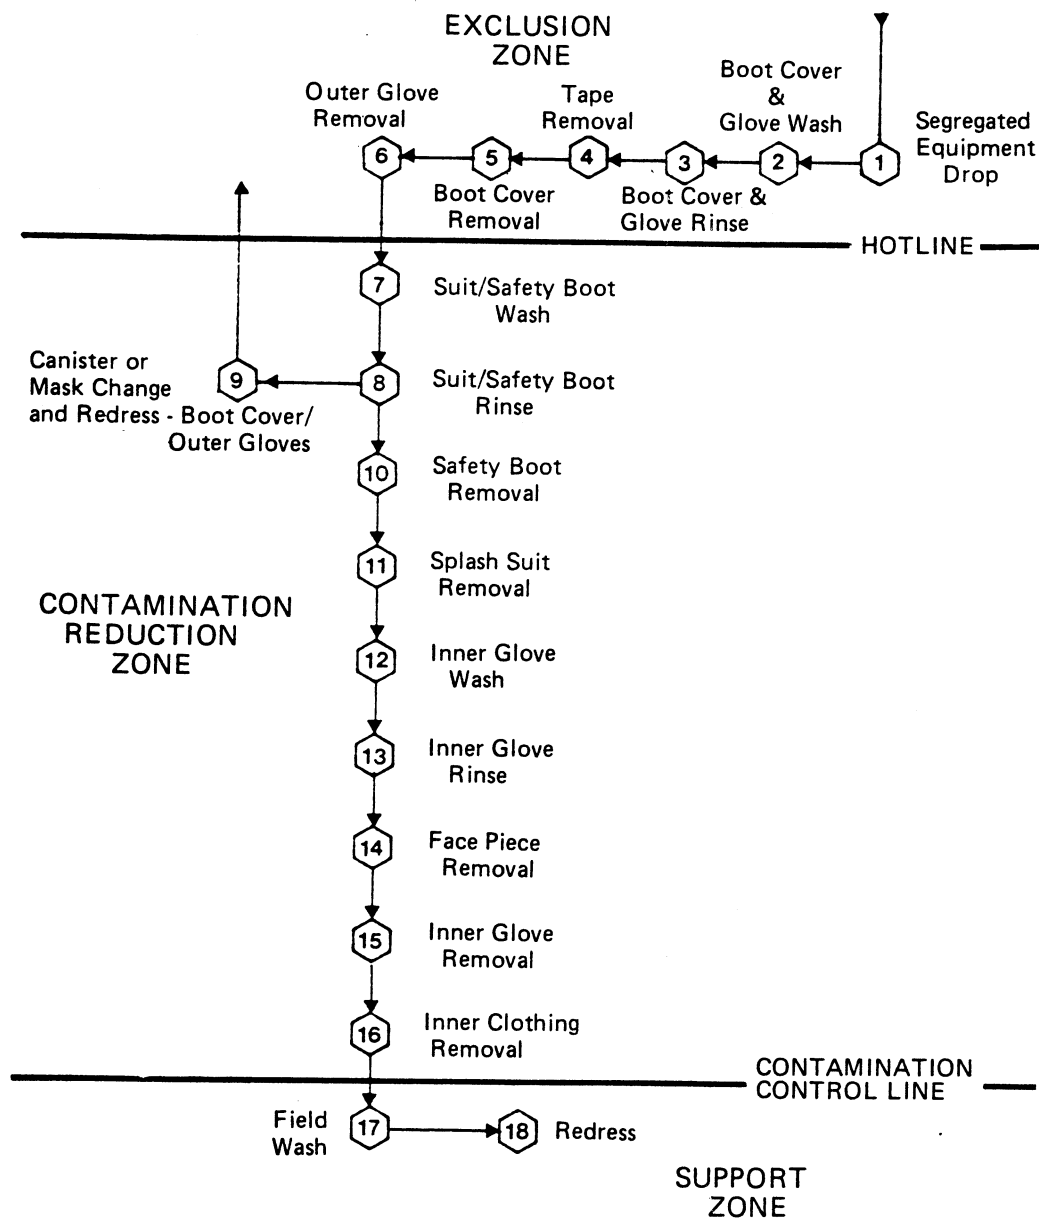 EXCLUSION
ZONE
Outer Glove
Removal
Tape
Removal
Boot Cover
&
Glove Wash
Segregated
Equipment
Drop
6
5
4
3
2
1
Boot Cover
Removal
Boot Cover &
Glove Rinse
HOTLINE
7
Suit/Safety Boot
Wash
Canister or
Mask Change
and Redress - Boot Cover/
Outer Gloves
9
8
Suit/Safety Boot
Rinse
10
Safety Boot
Removal
11
Splash Suit
Removal
CONTAMINATION
REDUCTION
ZONE
12
Inner Glove
Wash
13
Inner Glove
Rinse
14
Face Piece
Removal
15
Inner Glove
Removal
16
Inner Clothing
Removal
CONTAMINATION
CONTROL LINE
Field
Wash
17
18
Redress
SUPPORT
ZONE